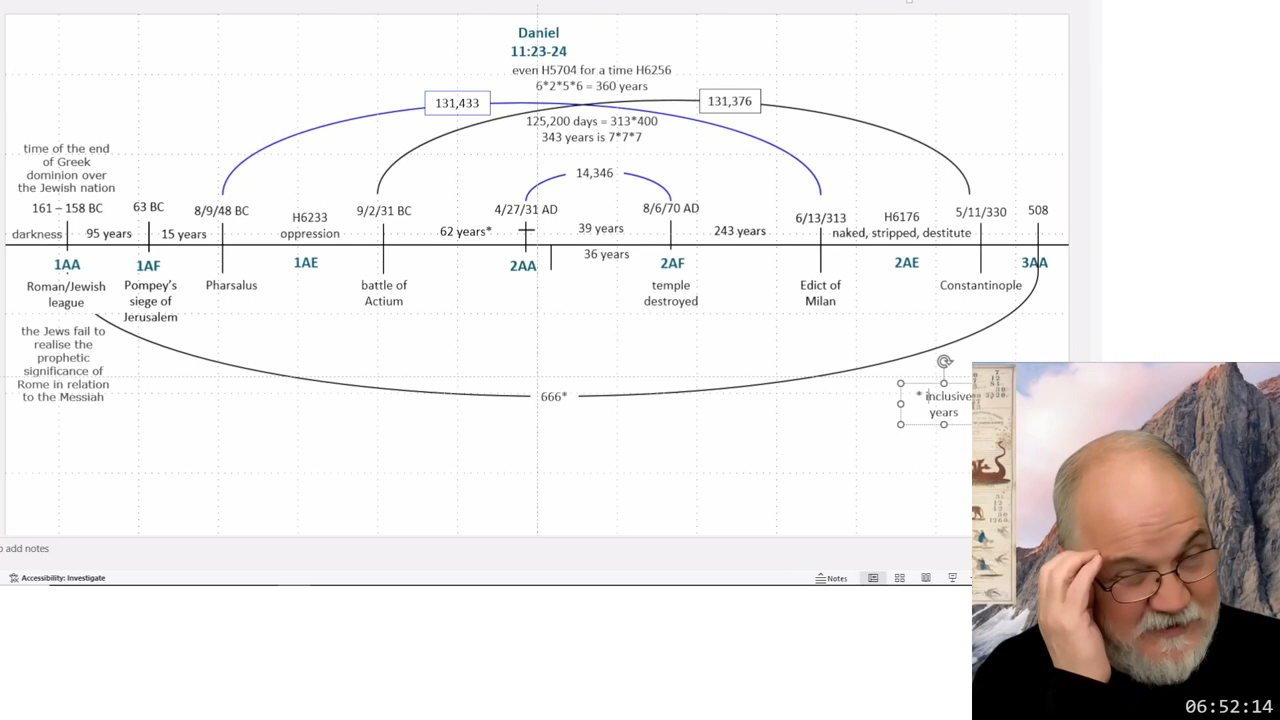 Daniel
11:23-24
even H5704 for a time H6256
6*2*5*6 = 360 years
131,433
131,376
125,200 days = 313*400
343 years is 7*7*7
14,346
time of the end
of Greek
dominion over
the Jewish nation
161 – 158 BC
63 BC
8/9/48 BC
9/2/31 BC
4/27/31 AD
8/6/70 AD
6/13/313
5/11/330
508
darkness
95 years
15 years
H6233
oppression
62 years*
39 years
243 years
H6176
naked, stripped, destitute
36 years
1AA
1AF
1AE
2AA
2AF
2AE
3AA
Roman/Jewish
league
Pompey's
siege of
Jerusalem
Pharsalus
battle of
Actium
temple
destroyed
Edict of
Milan
Constantinople
the Jews fail to
realise the
prophetic
significance of
Rome in relation
to the Messiah
666*
* inclusive
years
o add notes
Accessibility: Investigate
Notes
06:52:14